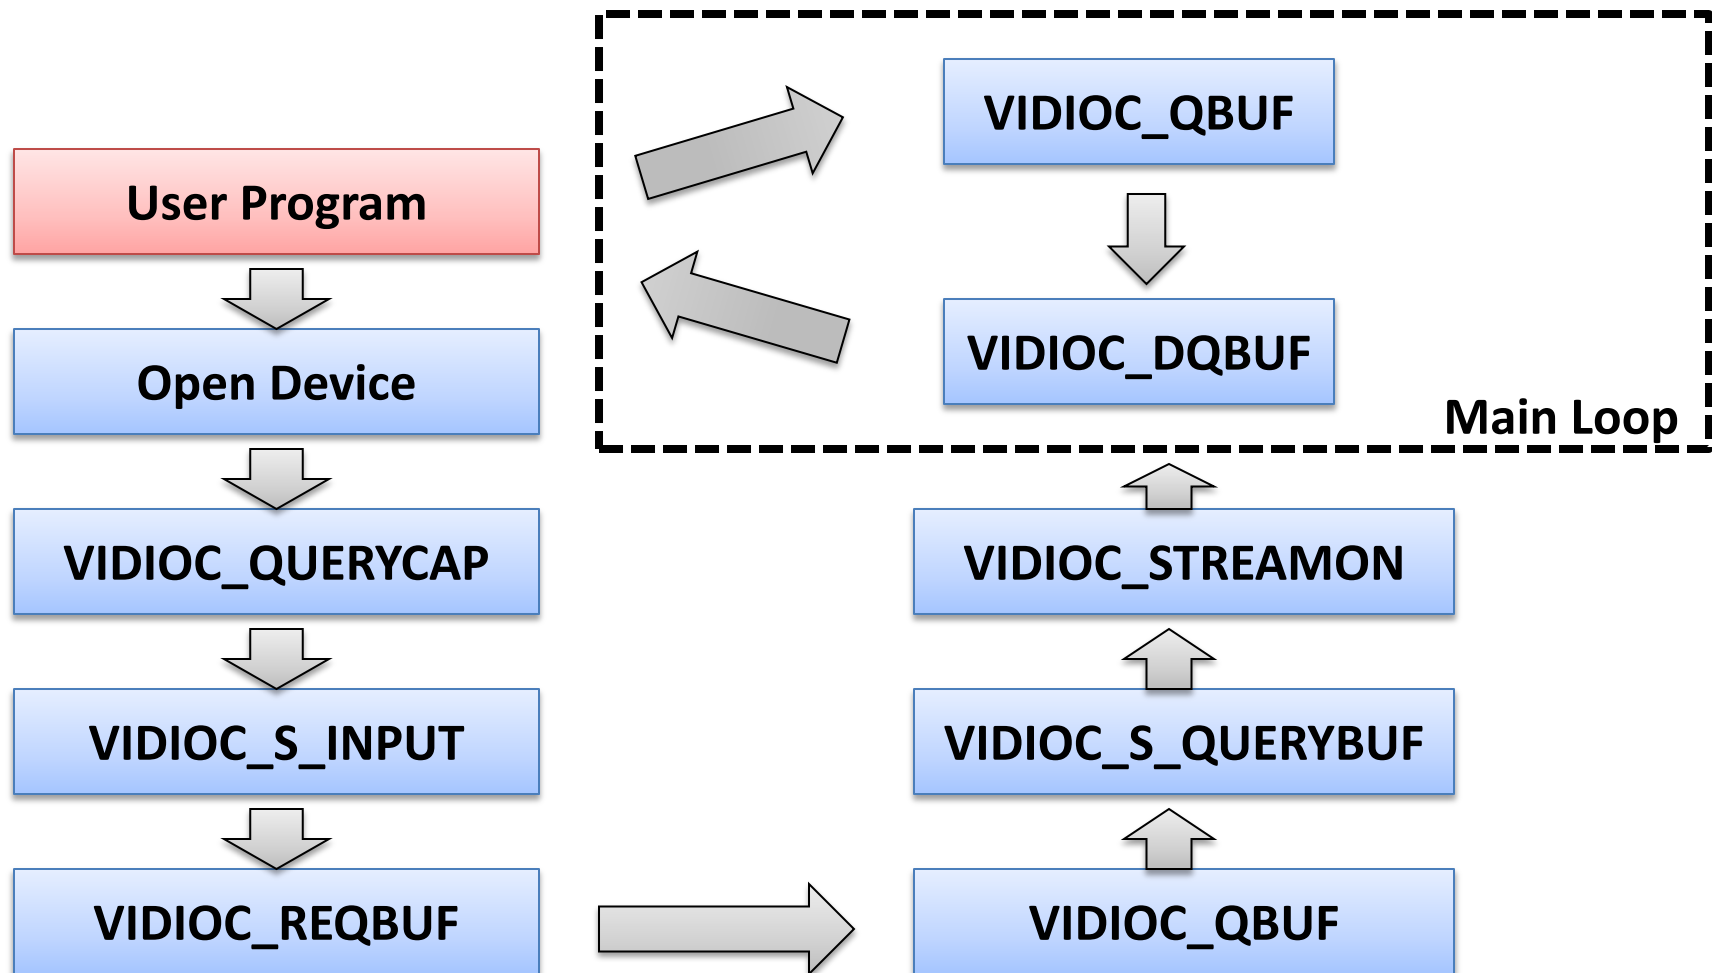 User Program
Open Device
VIDIOC_QUERYCAP
VIDIOC_S_INPUT
VIDIOC_REQBUF
VIDIOC_QBUF
VIDIOC_S_QUERYBUF
VIDIOC_STREAMON
VIDIOC_QBUF
VIDIOC_DQBUF
Main Loop